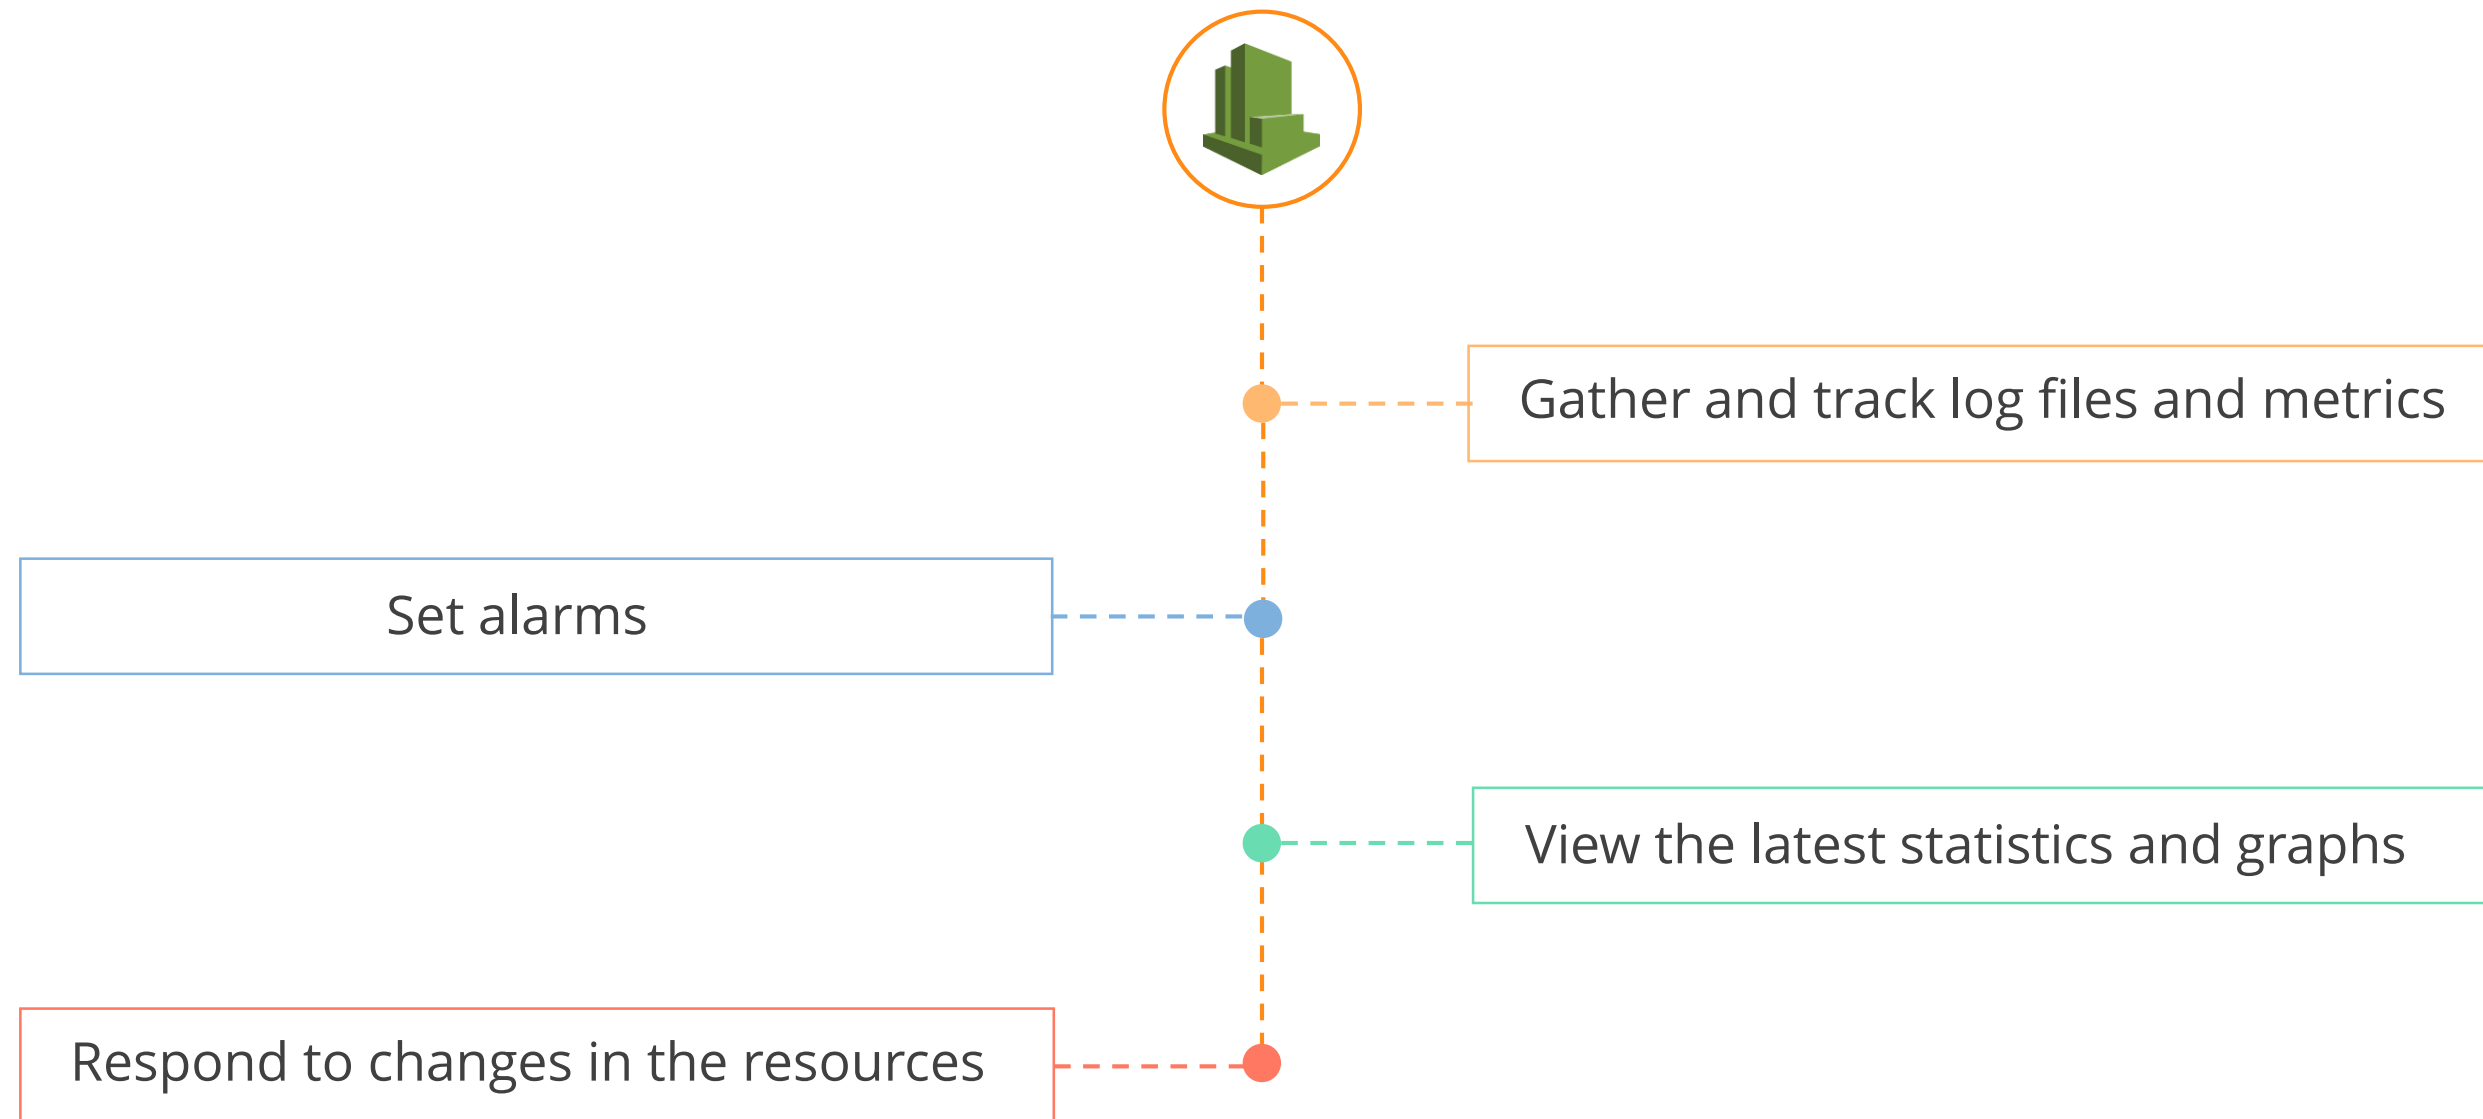 Gather and track log files and metrics
Set alarms
View the latest statistics and graphs
Respond to changes in the resources